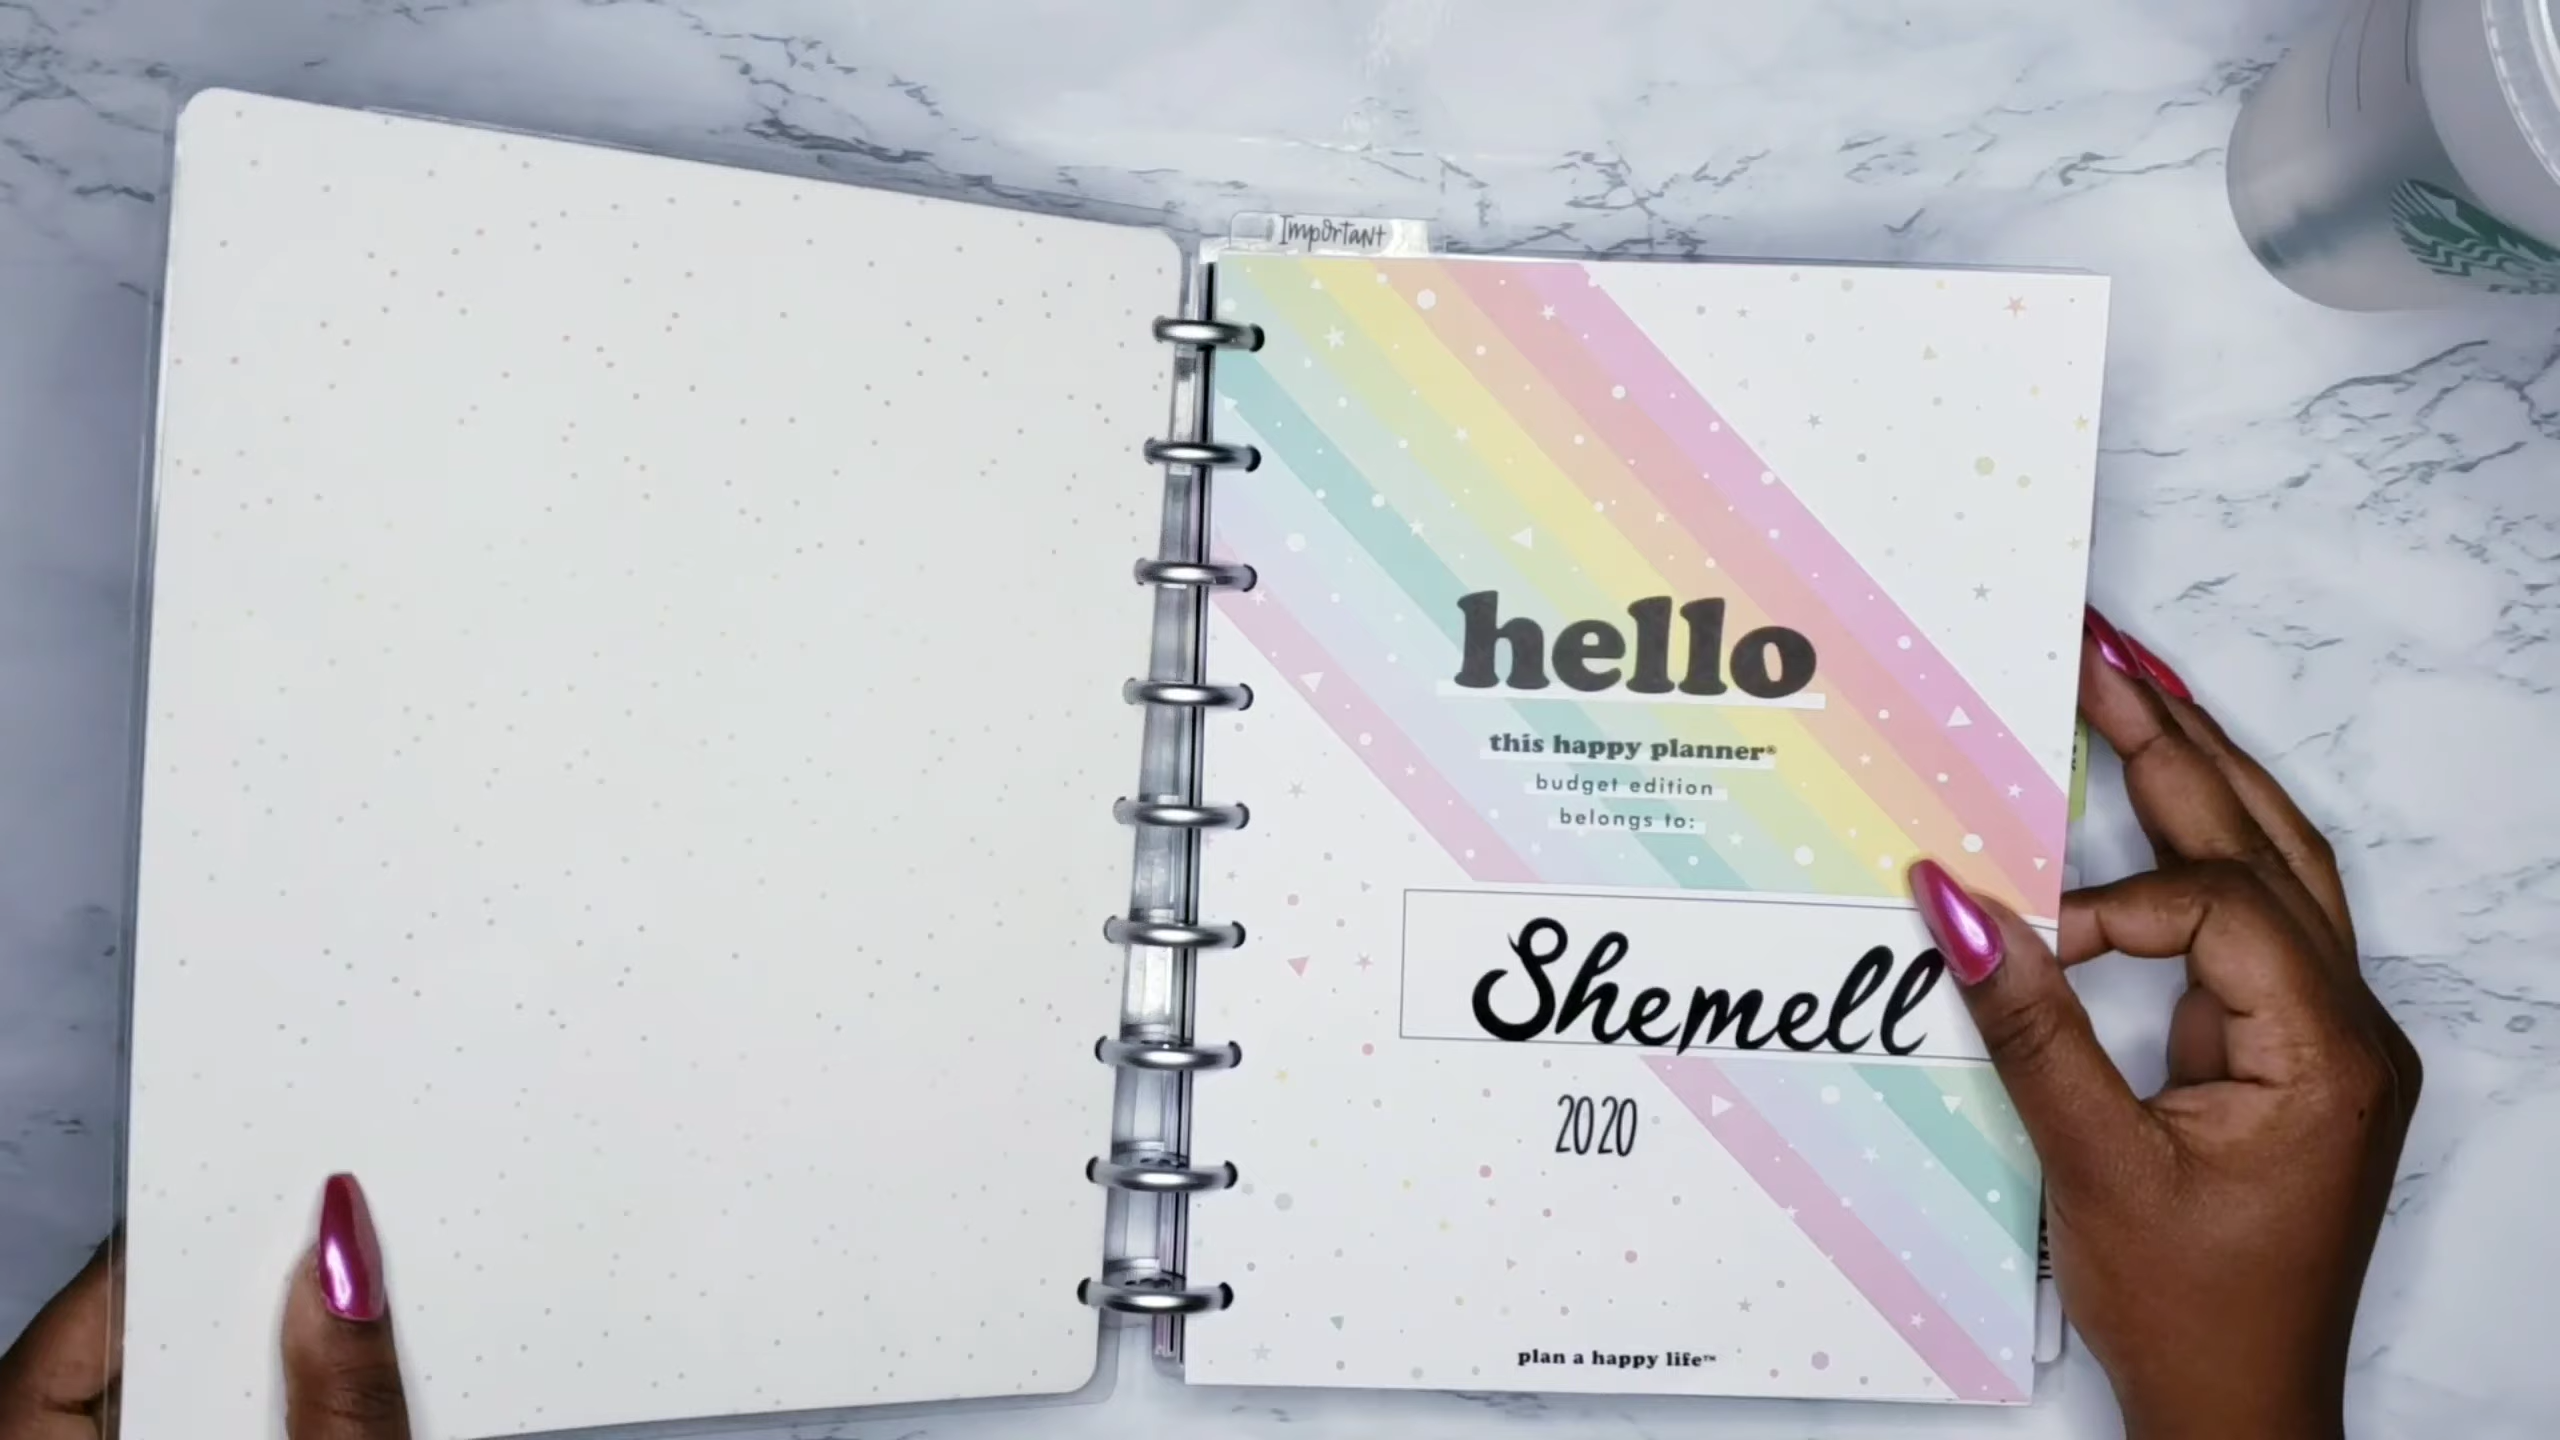 Important
hello
this happy planner®
budget edition
belongs to:
Shemell
2020
plan a happy life™